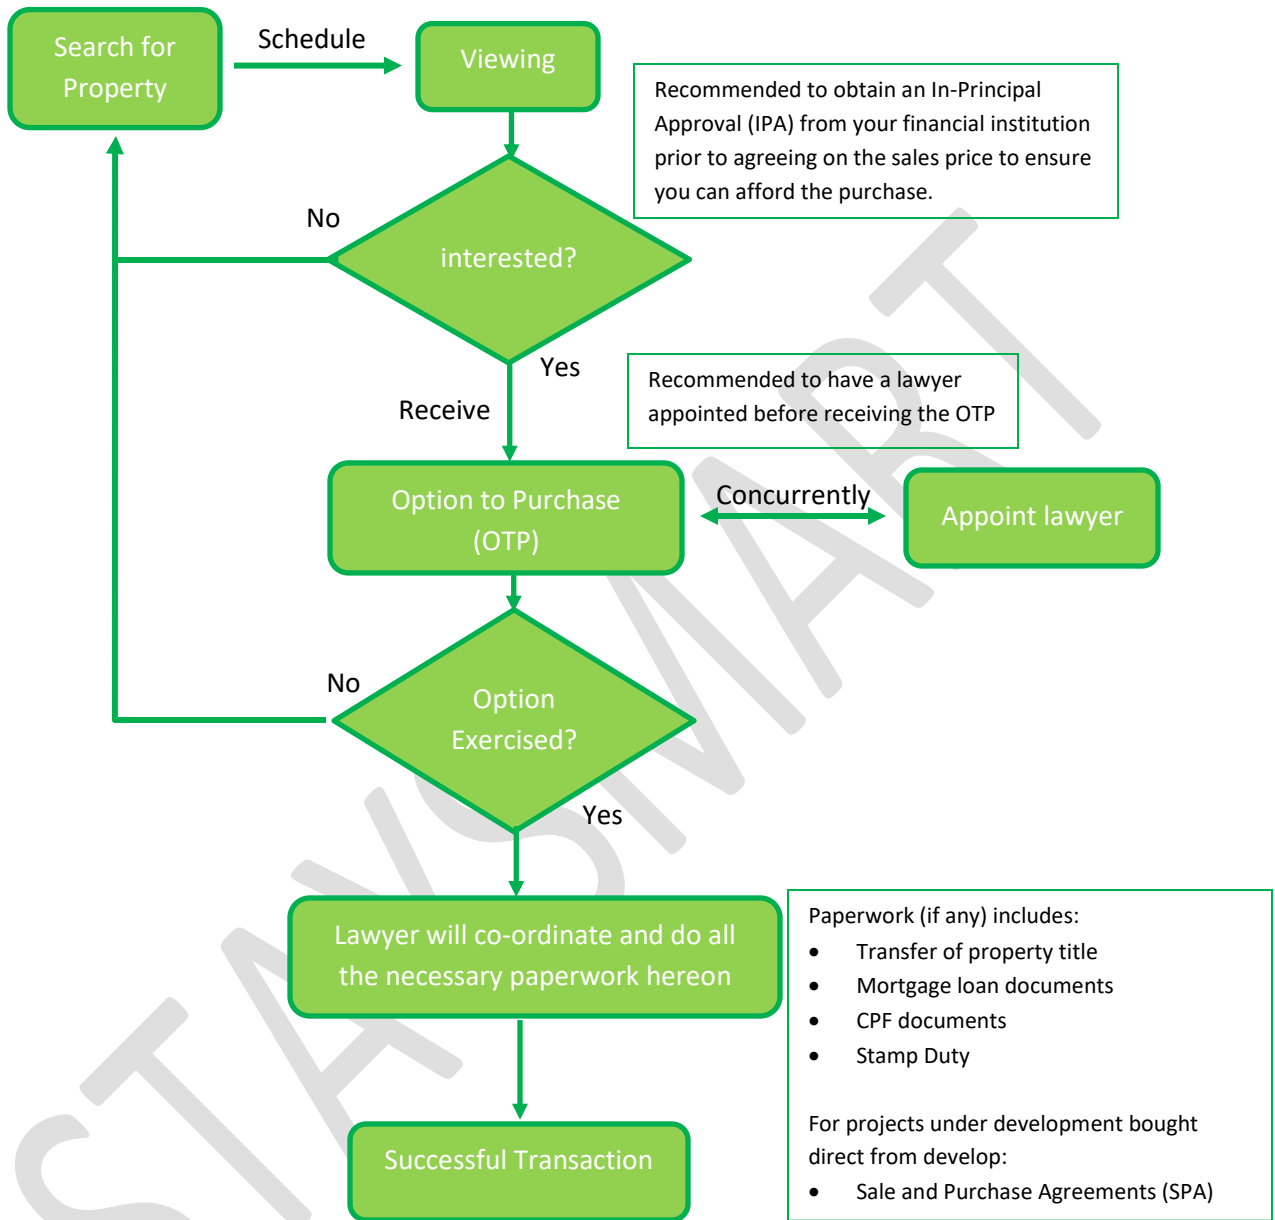 Search for
Property
Schedule
Viewing
Recommended to obtain an In-Principal
Approval (IPA) from your financial institution
prior to agreeing on the sales price to ensure
you can afford the purchase.
No
interested?
Yes
Receive
Recommended to have a lawyer
appointed before receiving the OTP
Option to Purchase
(OTP)
Concurrently
Appoint lawyer
No
Option
Exercised?
Yes
Lawyer will co-ordinate and do all
the necessary paperwork hereon
Paperwork (if any) includes:
• Transfer of property title
• Mortgage loan documents
• CPF documents
• Stamp Duty
For projects under development bought
direct from develop:
• Sale and Purchase Agreements (SPA)
Successful Transaction
STAYSMART